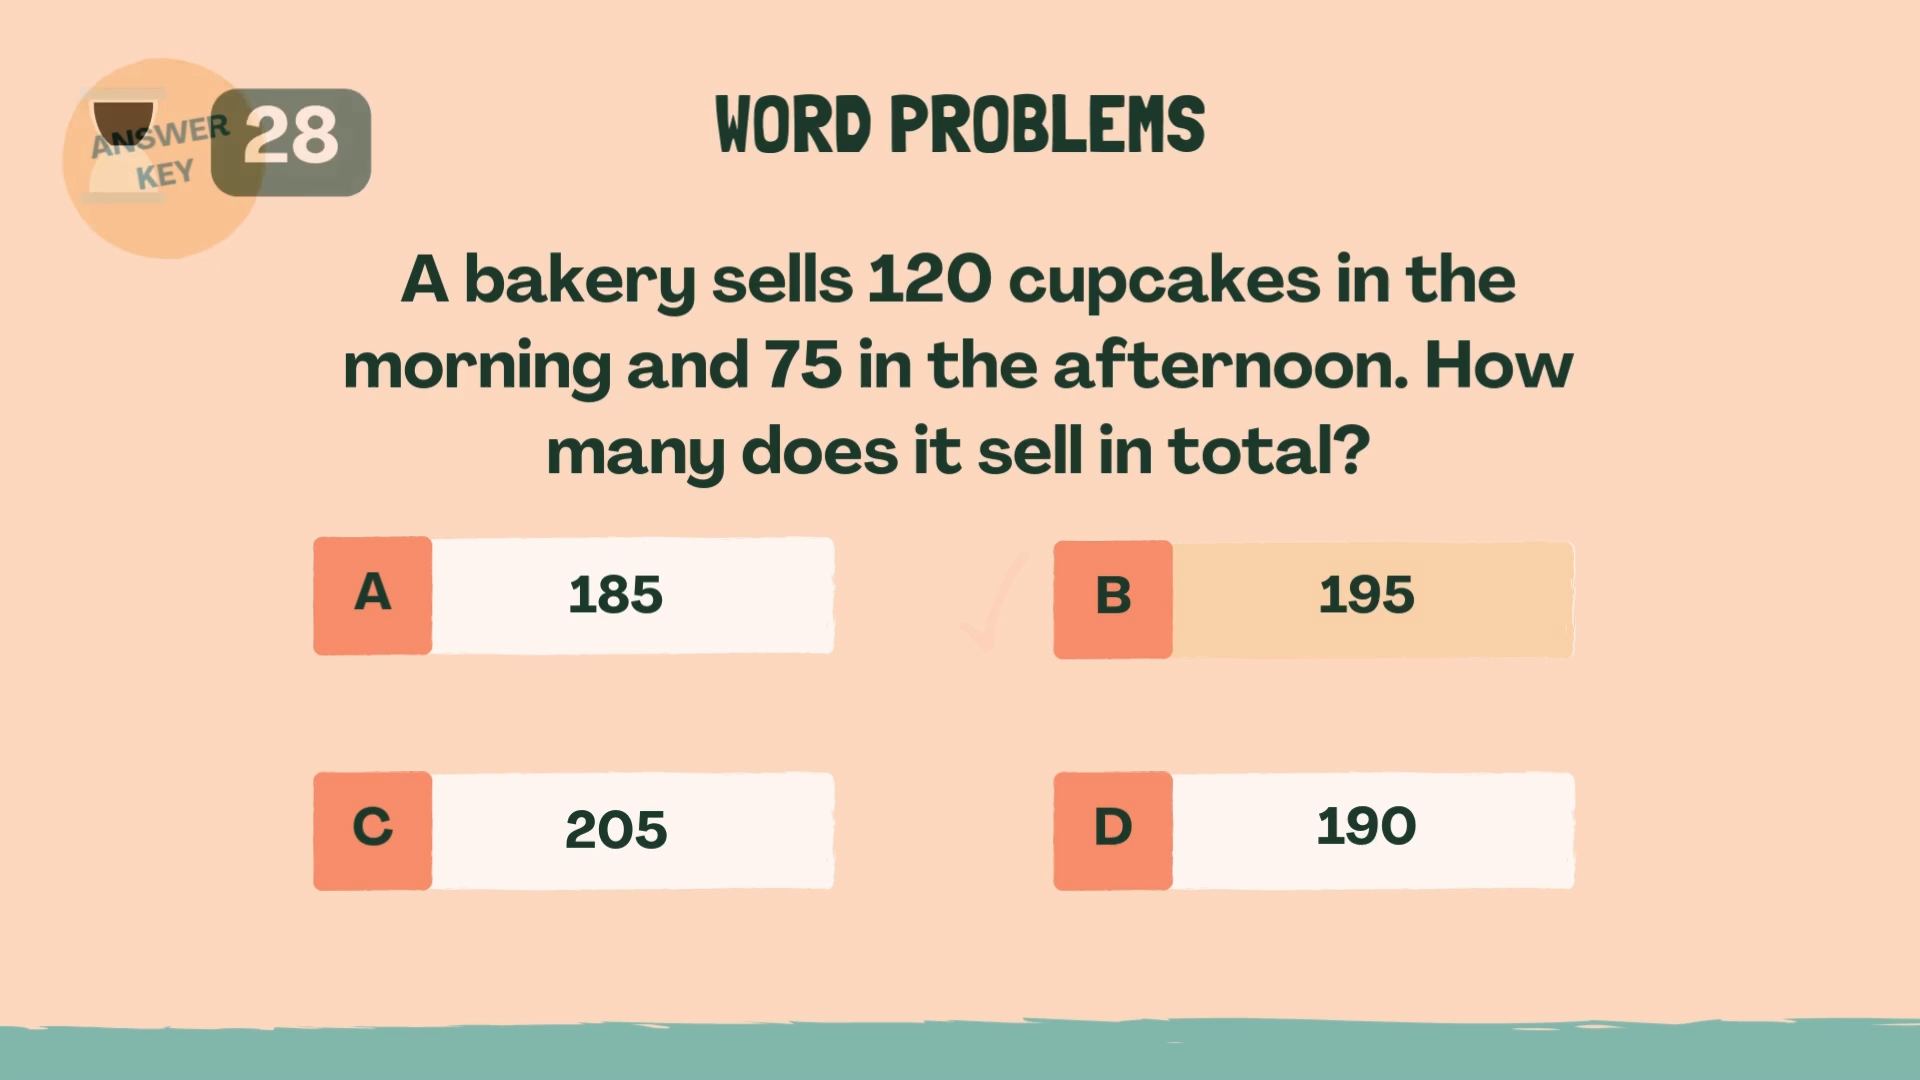 ANSWER
KEY
28
WORD PROBLEMS
A bakery sells 120 cupcakes in the
morning and 75 in the afternoon. How
many does it sell in total?
A 185
B 195
C 205
D 190